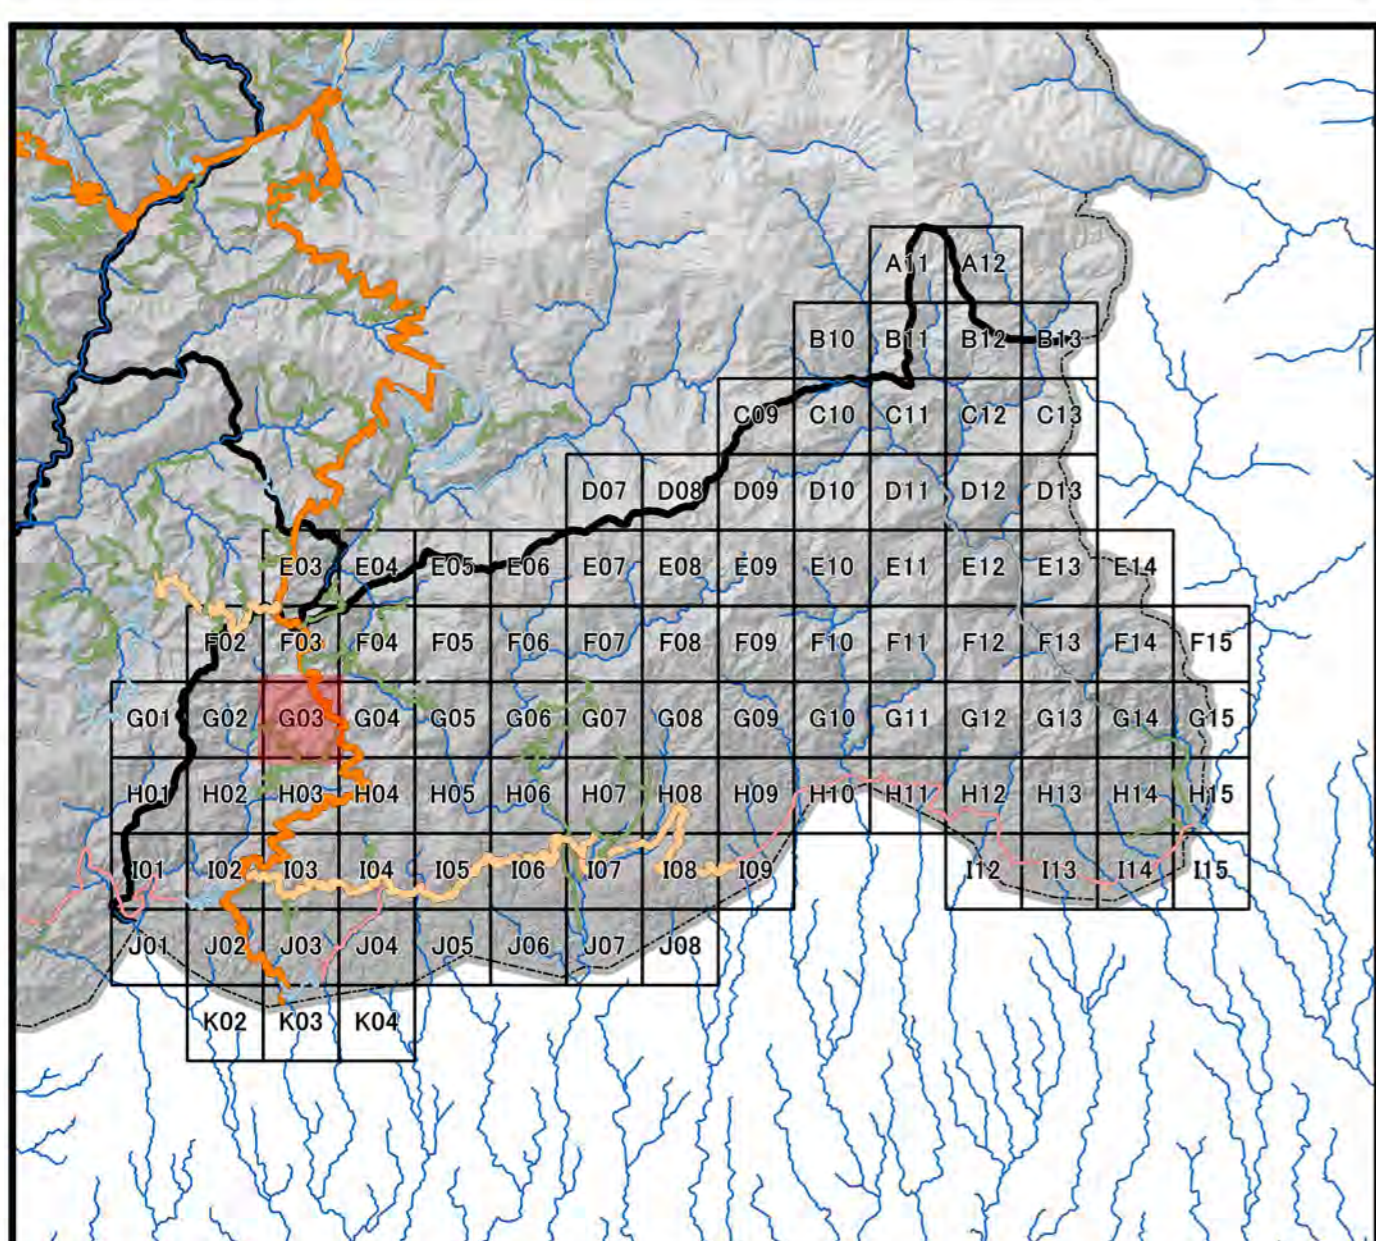 A11 A12
B10 B11 B12 B13
C09 C10 C11 C12 C13
D07 D08 D09 D10 D11 D12 D13
E03 E04 E05 E06 E07 E08 E09 E10 E11 E12 E13 E14
F02 F03 F04 F05 F06 F07 F08 F09 F10 F11 F12 F13 F14 F15
G01 G02 G03 G04 G05 G06 G07 G08 G09 G10 G11 G12 G13 G14 G15
H01 H02 H03 H04 H05 H06 H07 H08 H09 H10 H11 H12 H13 H14 H15
I01 I02 I03 I04 I05 I06 I07 I08 I09 I12 I13 I14 I15
J01 J02 J03 J04 J05 J06 J07 J08
K02 K03 K04